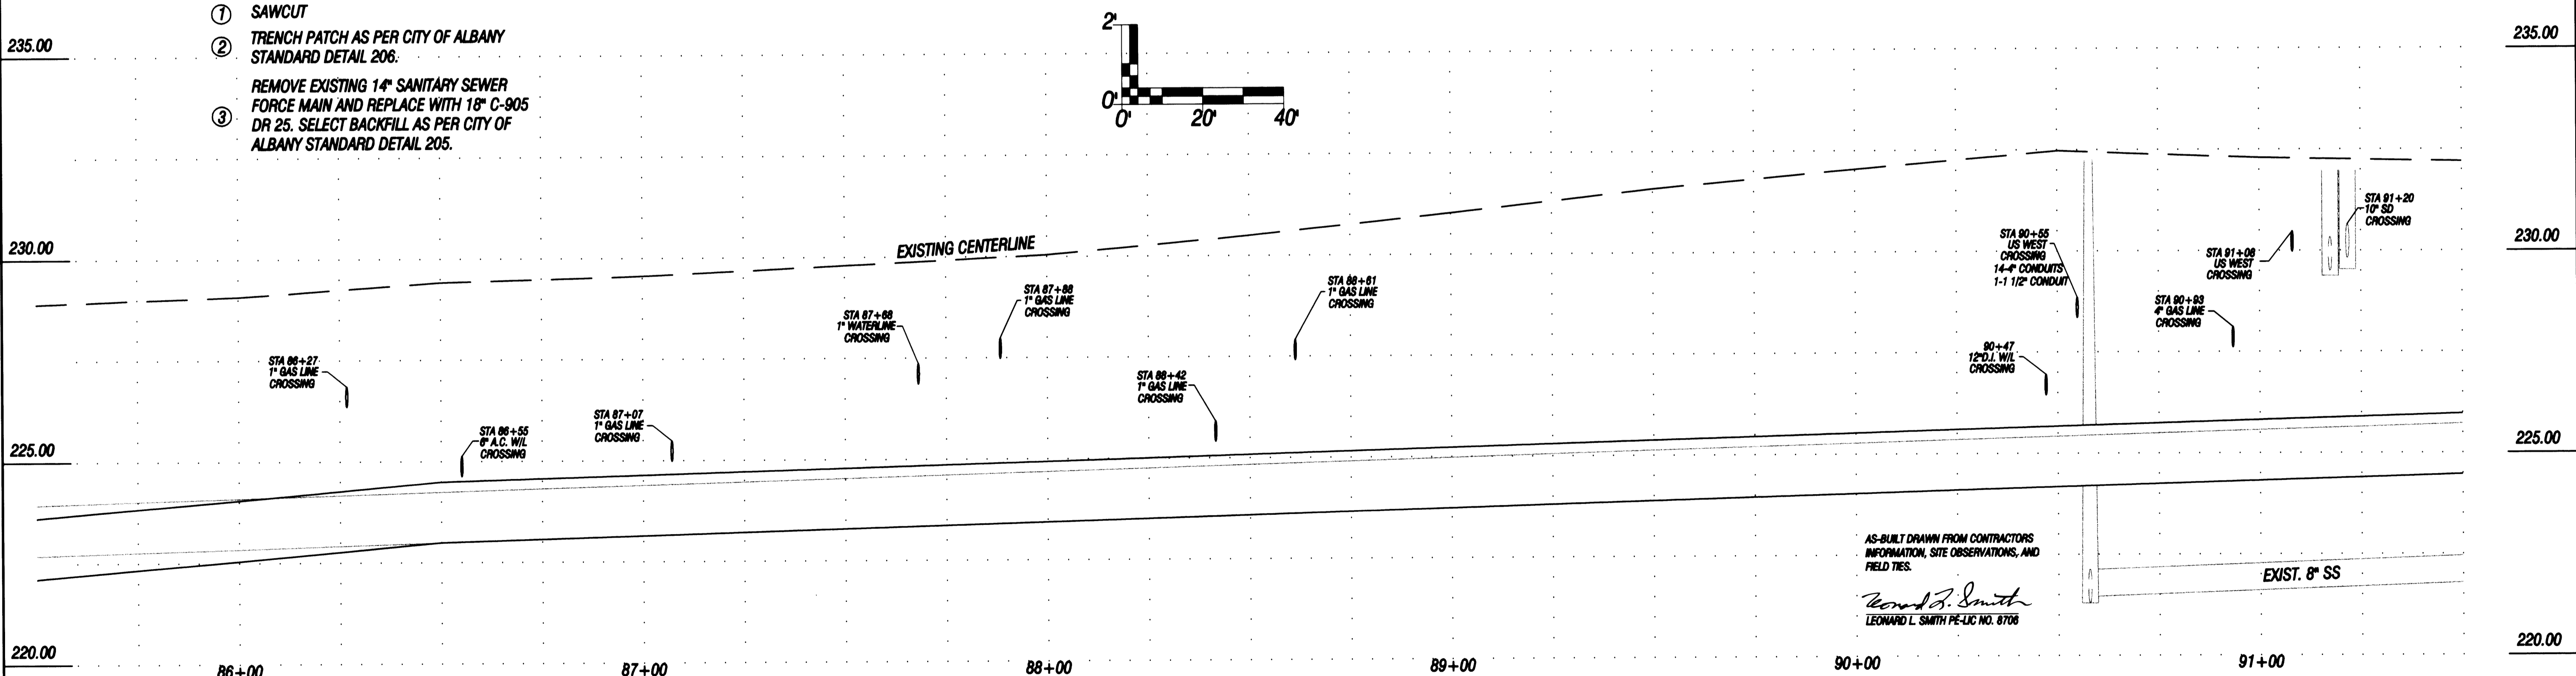 ① SAWCUT
② TRENCH PATCH AS PER CITY OF ALBANY
STANDARD DETAIL 206.
③ REMOVE EXISTING 14" SANITARY SEWER
FORCE MAIN AND REPLACE WITH 18" C-905
DR 25. SELECT BACKFILL AS PER CITY OF
ALBANY STANDARD DETAIL 205.
2'
0'
0' 20' 40'
235.00
235.00
230.00
230.00
225.00
225.00
220.00
220.00
EXISTING CENTERLINE
STA 86+27
1" GAS LINE
CROSSING
STA 86+55
6" A.C. W/L
CROSSING
STA 87+07
1" GAS LINE
CROSSING
STA 87+68
1" WATERLINE
CROSSING
STA 87+88
1" GAS LINE
CROSSING
STA 88+42
1" GAS LINE
CROSSING
STA 88+61
1" GAS LINE
CROSSING
90+47
12"D.I. W/L
CROSSING
STA 90+55
US WEST
CROSSING
14-4" CONDUITS
1-1 1/2" CONDUIT
STA 90+93
4" GAS LINE
CROSSING
STA 91+08
US WEST
CROSSING
STA 91+20
10" SD
CROSSING
AS-BUILT DRAWN FROM CONTRACTORS
INFORMATION, SITE OBSERVATIONS, AND
FIELD TIES.
Leonard L. Smith
LEONARD L. SMITH PE-LIC NO. 8706
EXIST. 8" SS
86+00 87+00 88+00 89+00 90+00 91+00